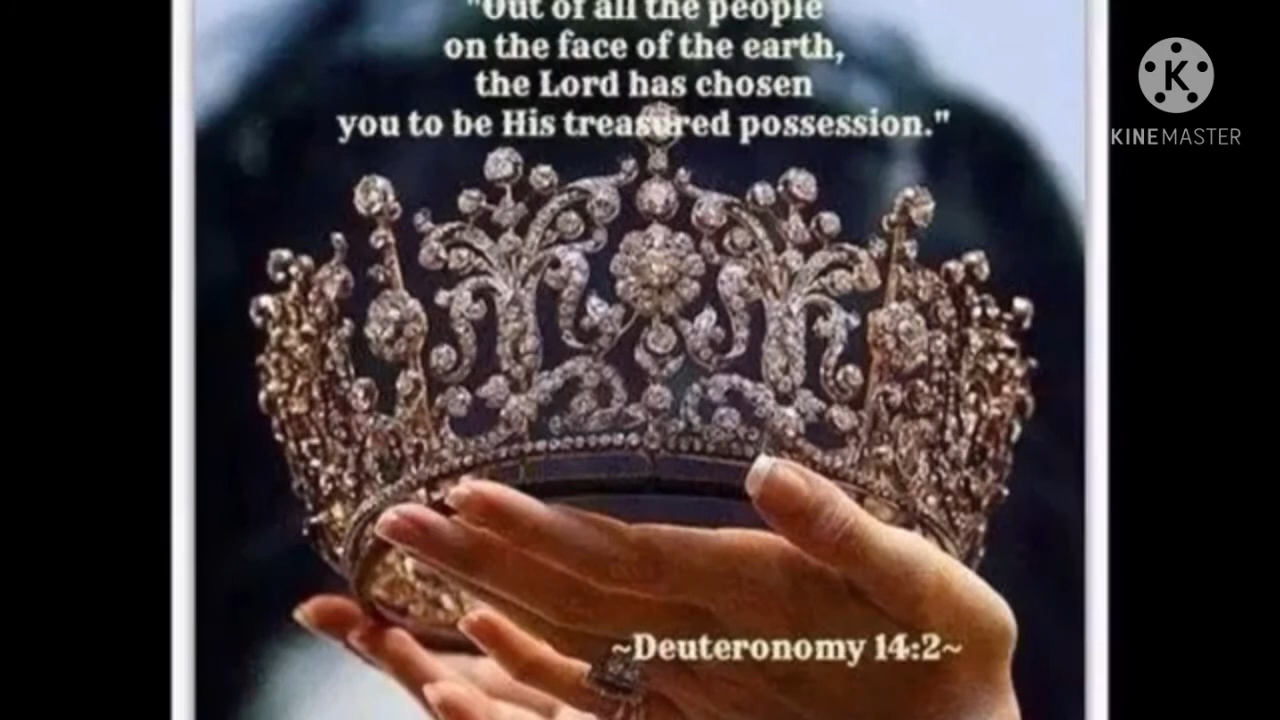 "Out of all the people
on the face of the earth,
the Lord has chosen
you to be His treasured possession."
~Deuteronomy 14:2~
K
KINEMASTER